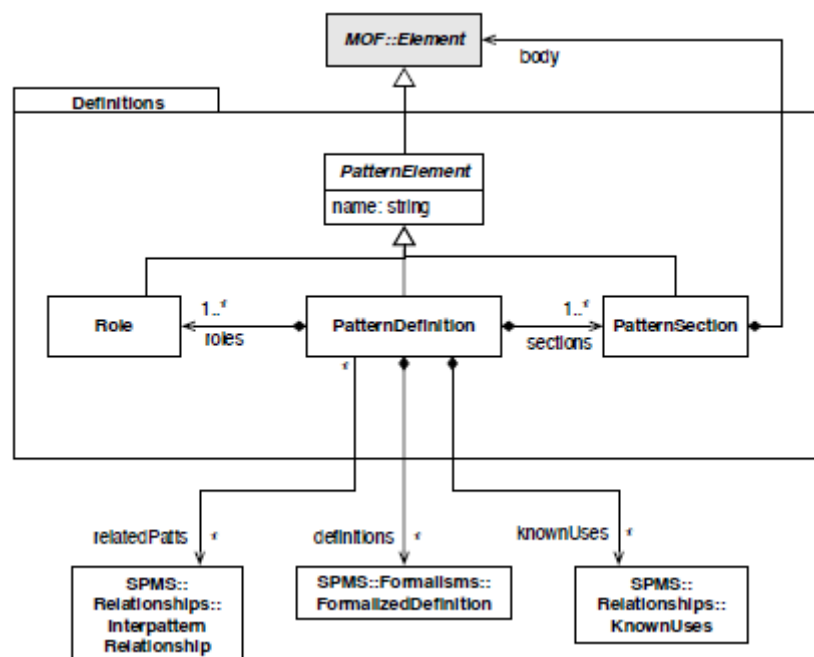 MOF::Element
body
Definitions
PatternElement
name: string
Role
1..*
roles
PatternDefinition
*
1..*
sections
PatternSection
relatedPatts
*
definitions
*
knownUses
*
SPMS::
Relationships::
Interpattern
Relationship
SPMS::Formalisms::
FormalizedDefinition
SPMS::
Relationships::
KnownUses